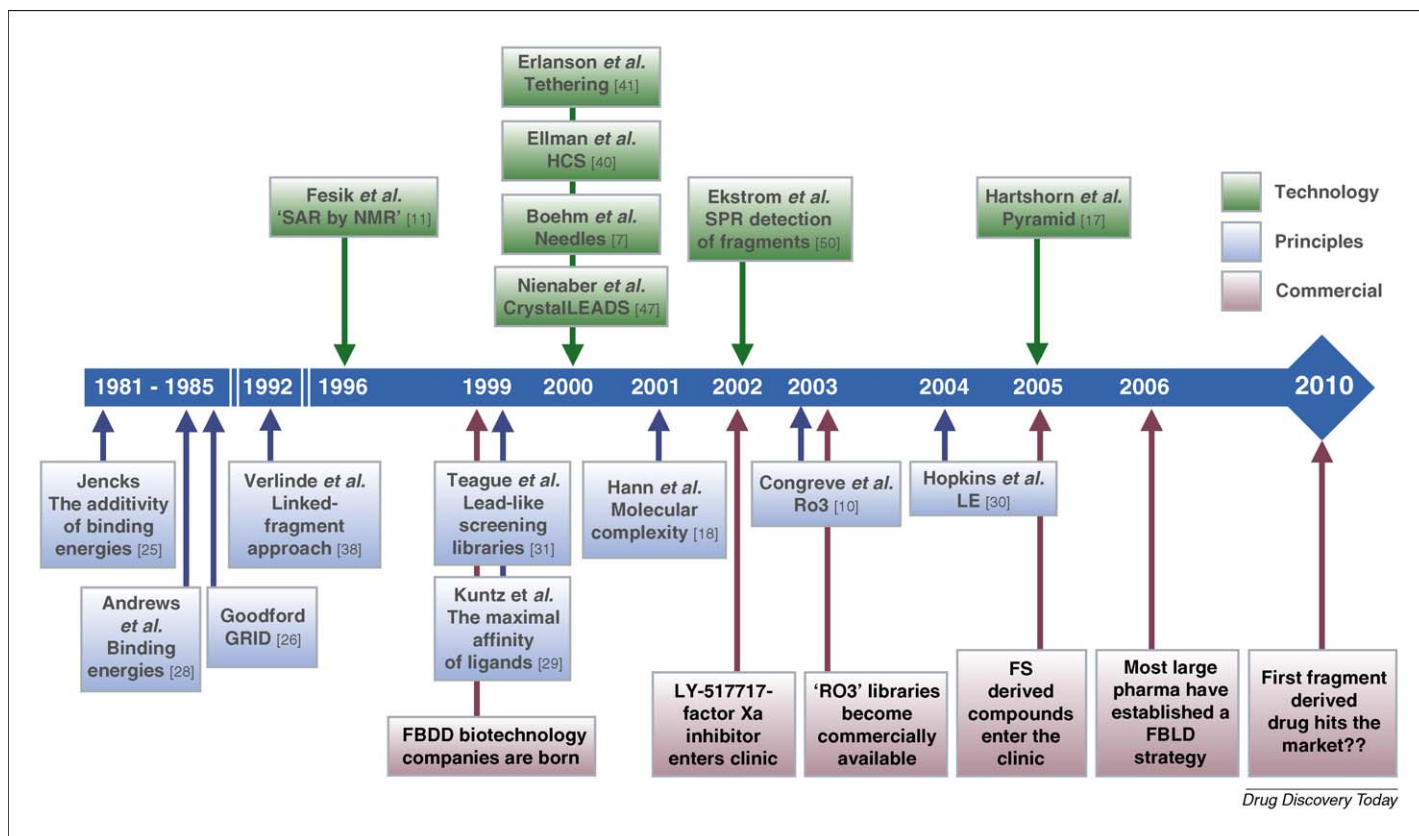 Erlanson et al.
Tethering [41]
Ellman et al.
HCS [40]
Boehm et al.
Needles [7]
Nienaber et al.
CrystalLEADS [47]
Fesik et al.
‘SAR by NMR’ [11]
Ekstrom et al.
SPR detection
of fragments [50]
Hartshorn et al.
Pyramid [17]
Technology
Principles
Commercial
1981 - 1985 1992 1996 1999 2000 2001 2002 2003 2004 2005 2006 2010
Jencks
The additivity
of binding
energies [25]
Andrews
et al.
Binding
energies [28]
Goodford
GRID [26]
Verlinde et al.
Linked-
fragment
approach [38]
Teague et al.
Lead-like
screening
libraries [31]
Kuntz et al.
The maximal
affinity
of ligands [29]
FBDD biotechnology
companies are born
Hann et al.
Molecular
complexity [18]
LY-517717-
factor Xa
inhibitor
enters clinic
Congreve et al.
Ro3 [10]
‘RO3’ libraries
become
commercially
available
Hopkins et al.
LE [30]
FS
derived
compounds
enter the
clinic
Most large
pharma have
established a
FBLD
strategy
First fragment
derived
drug hits the
market??
Drug Discovery Today